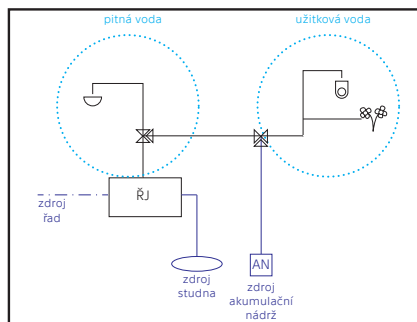 pitná voda
užitková voda
ŘJ
zdroj
řad
AN
zdroj
studna
zdroj
akumulační
nádrž